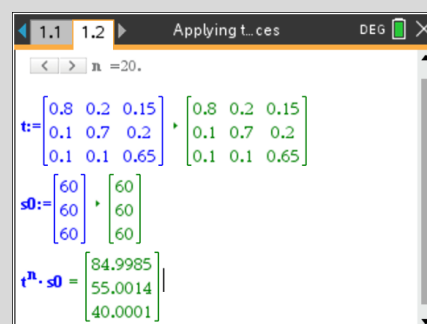 1.1 1.2 Applying t...ces DEG
n =20.
t:=[0.8 0.2 0.15; 0.1 0.7 0.2; 0.1 0.1 0.65] ▸ [0.8 0.2 0.15; 0.1 0.7 0.2; 0.1 0.1 0.65]
s0:=[60; 60; 60] ▸ [60; 60; 60]
tⁿ· s0 = [84.9985; 55.0014; 40.0001]